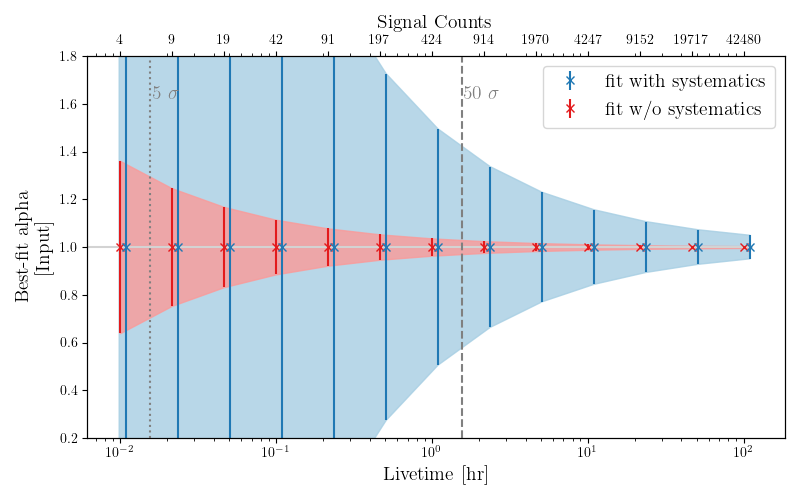 Signal Counts
4 9 19 42 91 197 424 914 1970 4247 9152 19717 42480
1.8
1.6
1.4
1.2
1.0
0.8
0.6
0.4
0.2
Best-fit alpha
[Input]
5 σ
50 σ
fit with systematics
fit w/o systematics
10⁻² 10⁻¹ 10⁰ 10¹ 10²
Livetime [hr]